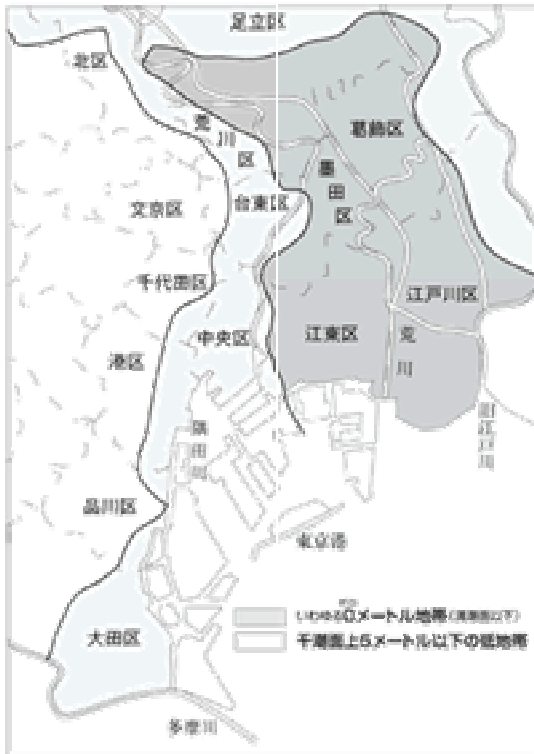 足立区
北区
荒川区
葛飾区
墨田区
台東区
文京区
千代田区
江戸川区
中央区
江東区
荒川
港区
隅田川
旧江戸川
品川区
東京港
いわゆる0メートル地帯(満潮面以下)
干潮面上5メートル以下の低地帯
大田区
多摩川